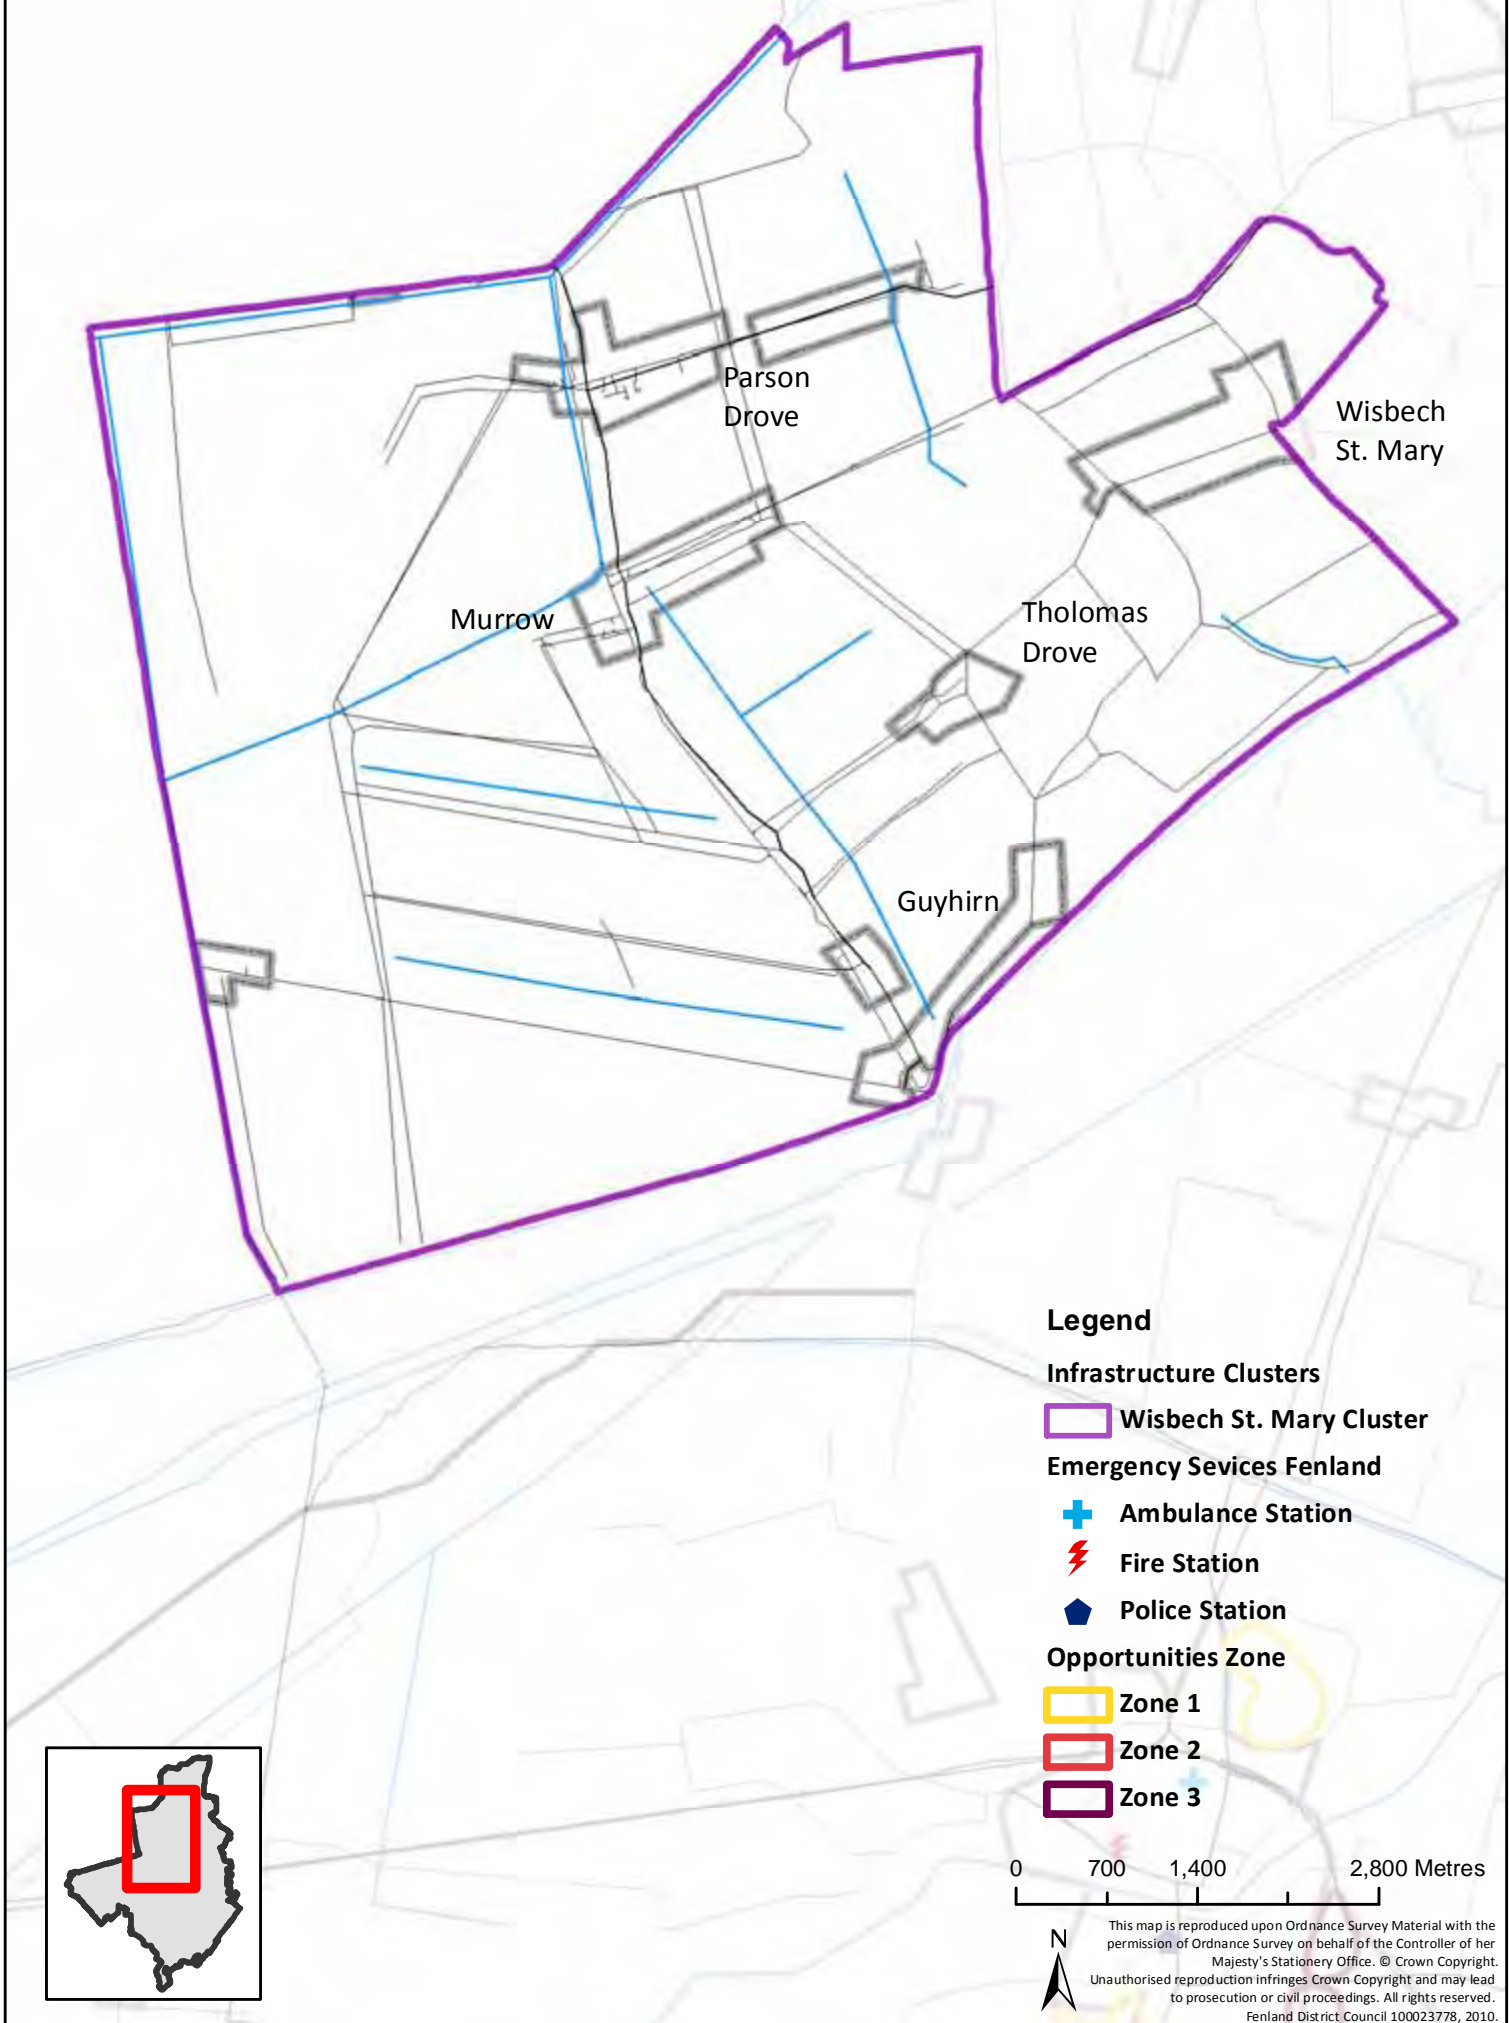 Parson
Drove
Wisbech
St. Mary
Murrow
Tholomas
Drove
Guyhirn
Legend
Infrastructure Clusters
Wisbech St. Mary Cluster
Emergency Sevices Fenland
Ambulance Station
Fire Station
Police Station
Opportunities Zone
Zone 1
Zone 2
Zone 3
0 700 1,400 2,800 Metres
N
This map is reproduced upon Ordnance Survey Material with the
permission of Ordnance Survey on behalf of the Controller of her
Majesty's Stationery Office. © Crown Copyright.
Unauthorised reproduction infringes Crown Copyright and may lead
to prosecution or civil proceedings. All rights reserved.
Fenland District Council 100023778, 2010.